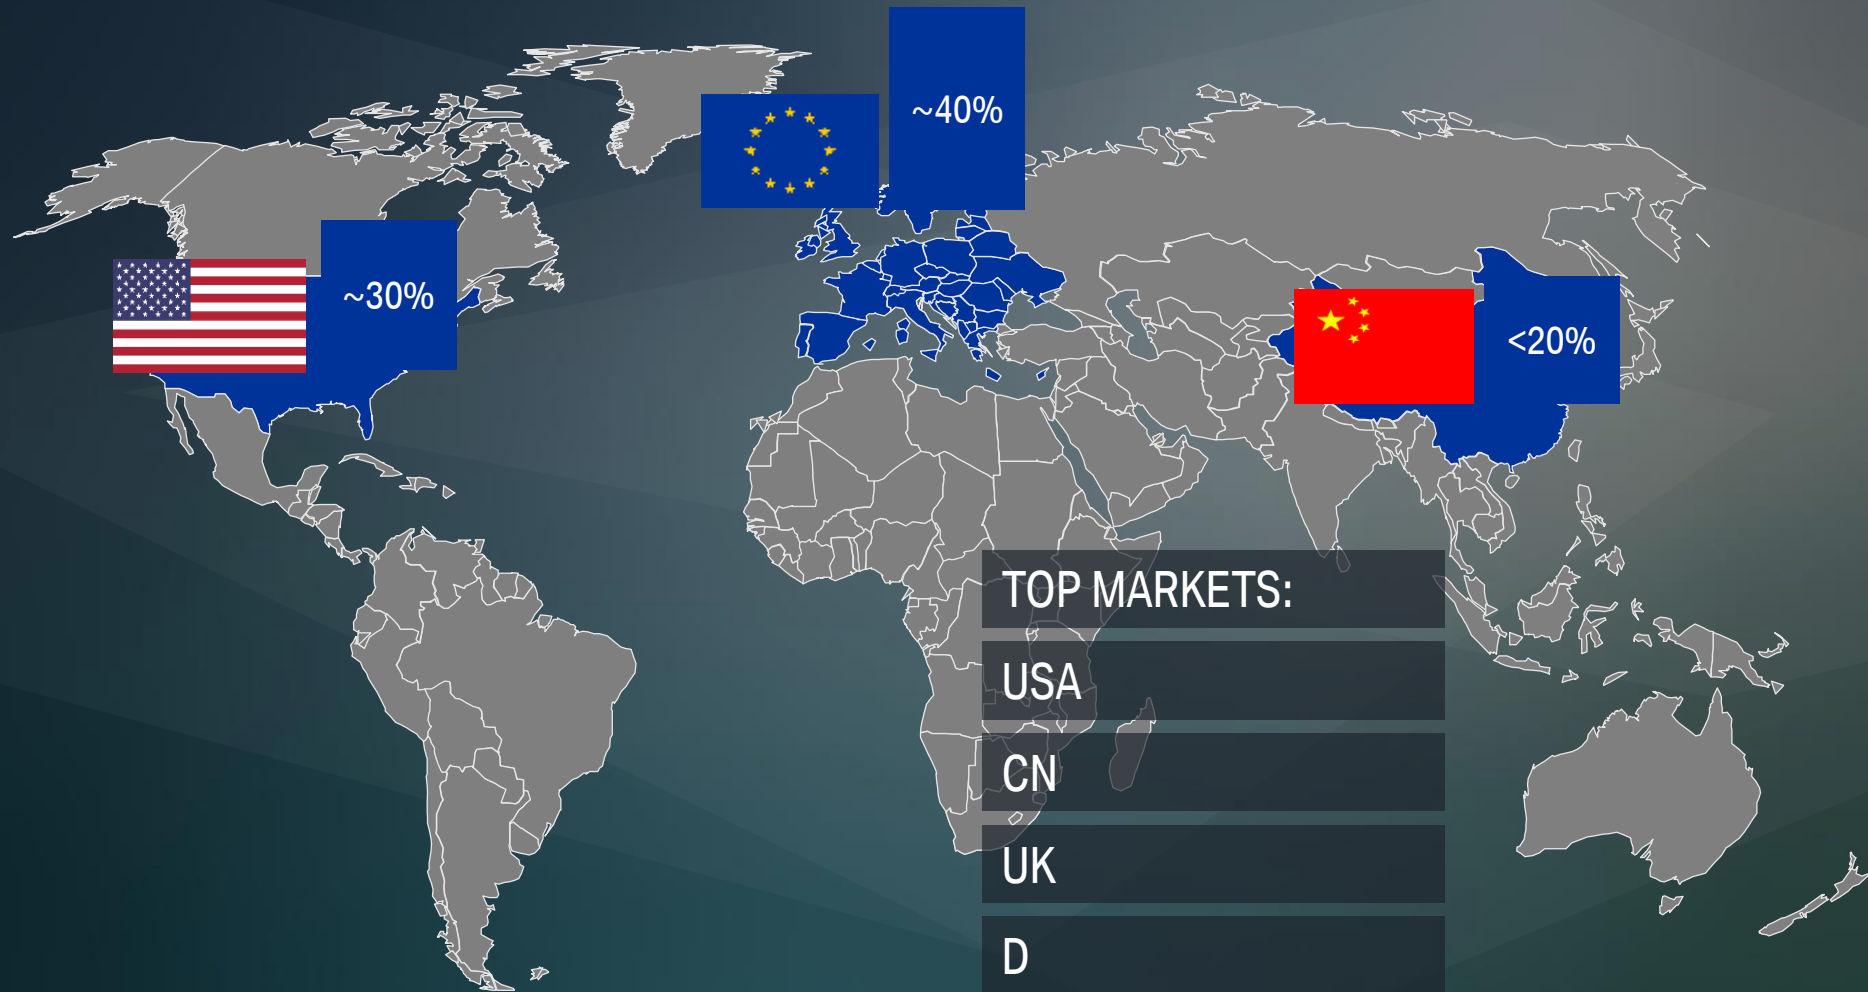 ~40%
~30%
<20%
TOP MARKETS:
USA
CN
UK
D